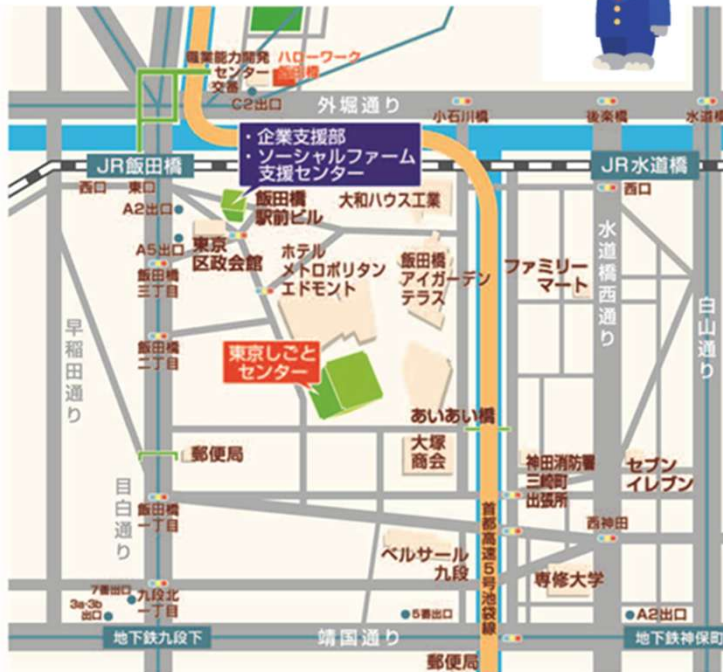 職業能力開発
センター
交番
ハローワーク
飯田橋
C2出口
外堀通り
小石川橋
後楽橋
水道橋
・企業支援部
・ソーシャルファーム
支援センター
JR飯田橋
JR水道橋
西口
東口
西口
A2出口
飯田橋
駅前ビル
大和ハウス工業
A5出口
東京
区政会館
飯田橋
三丁目
ホテル
メトロポリタン
エドモント
飯田橋
アイガーデン
テラス
ファミリー
マート
水道橋西通り
白山通り
早稲田通り
飯田橋
二丁目
東京しごと
センター
あいあい橋
郵便局
大塚
商会
神田消防署
三崎町
出張所
セブン
イレブン
目白通り
飯田橋
一丁目
首都高速5号池袋線
西神田
ベルサール
九段
専修大学
7番出口
3a・3b
出口
九段北
一丁目
5番出口
A2出口
地下鉄九段下
靖国通り
地下鉄神保町
郵便局